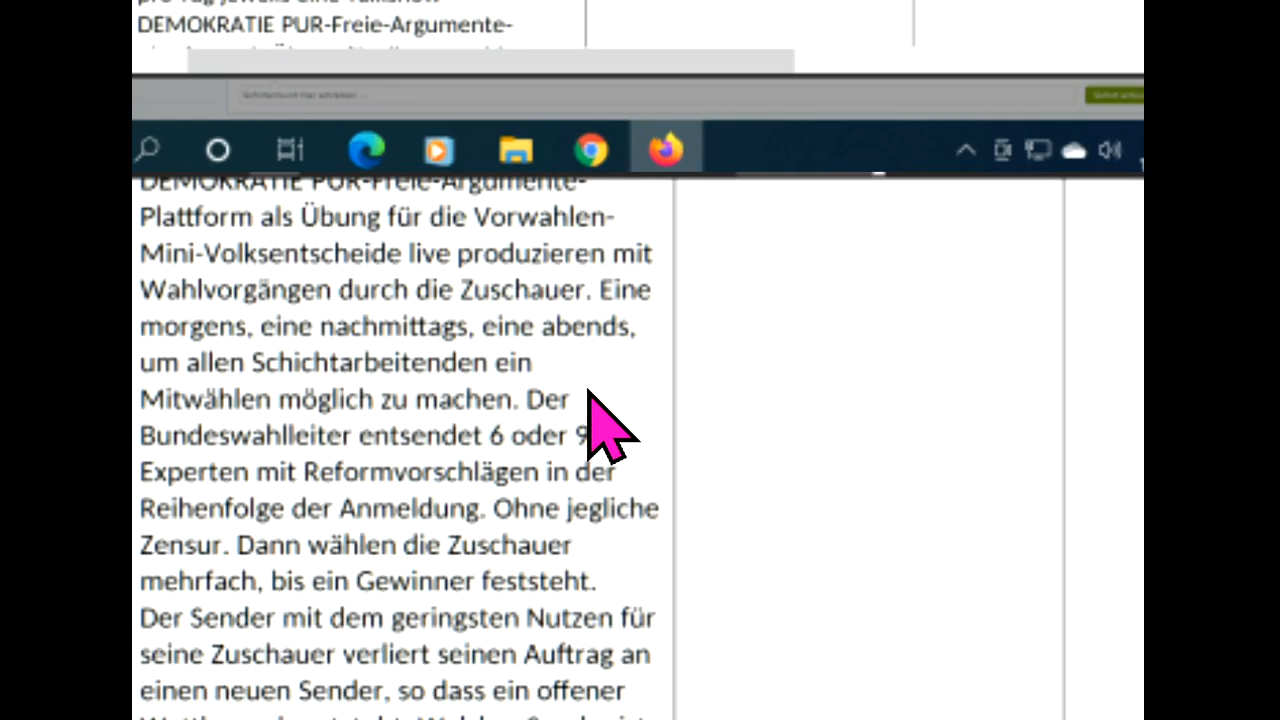 DEMOKRATIE PUR-Freie-Argumente-
DEMOKRATIE PUR-Freie-Argumente-
Plattform als Übung für die Vorwahlen-
Mini-Volksentscheide live produzieren mit
Wahlvorgängen durch die Zuschauer. Eine
morgens, eine nachmittags, eine abends,
um allen Schichtarbeitenden ein
Mitwählen möglich zu machen. Der
Bundeswahlleiter entsendet 6 oder 9
Experten mit Reformvorschlägen in der
Reihenfolge der Anmeldung. Ohne jegliche
Zensur. Dann wählen die Zuschauer
mehrfach, bis ein Gewinner feststeht.
Der Sender mit dem geringsten Nutzen für
seine Zuschauer verliert seinen Auftrag an
einen neuen Sender, so dass ein offener